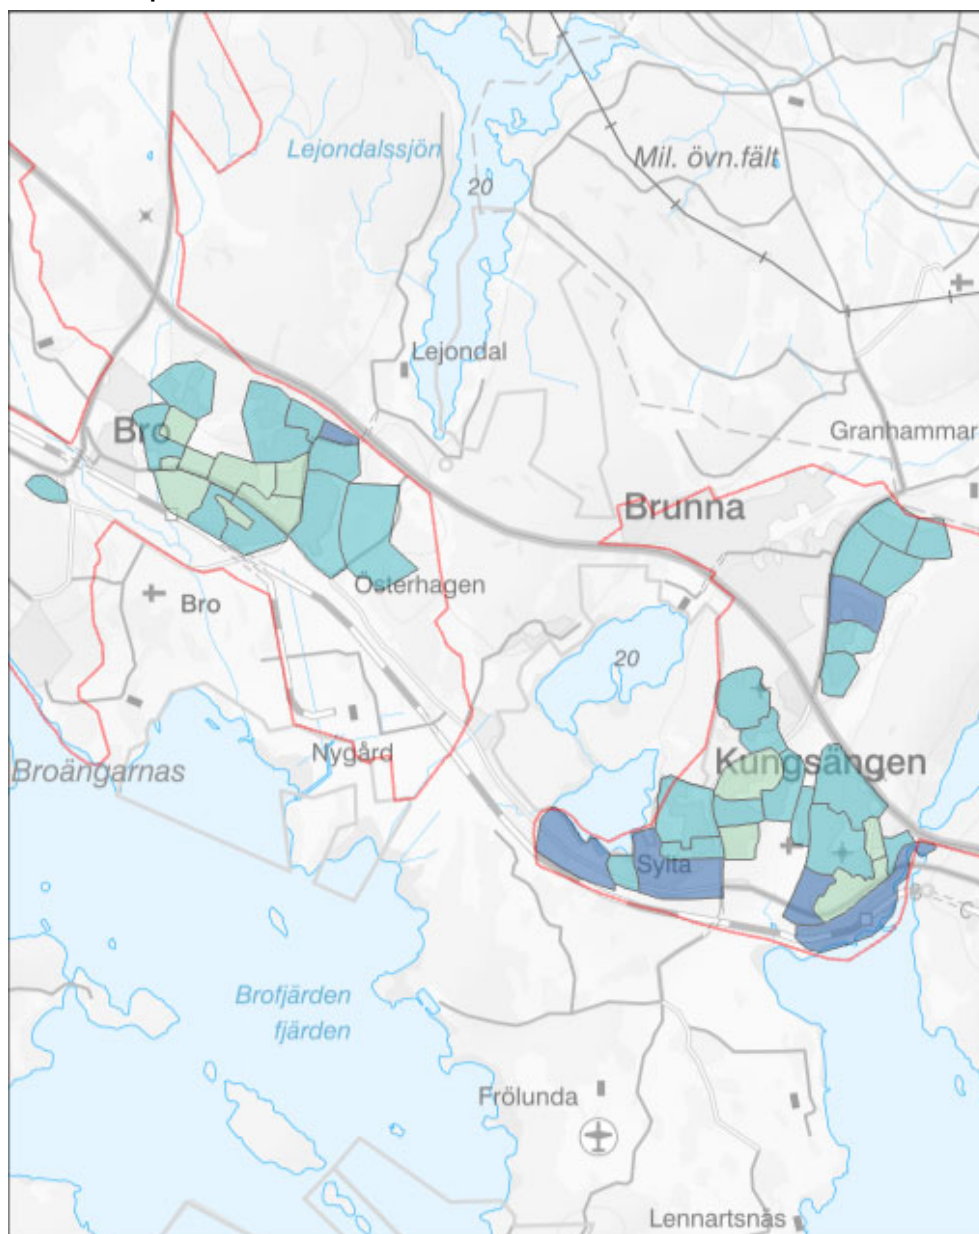 Lejondalssjön
Mil. övn.fält
20
Lejondal
Bro
Granhammar
Brunna
Österhagen
Bro
20
Nygård
Kungsängen
Broängarnas
Sylta
Brofjärden
fjärden
Frölunda
Lennartsnäs